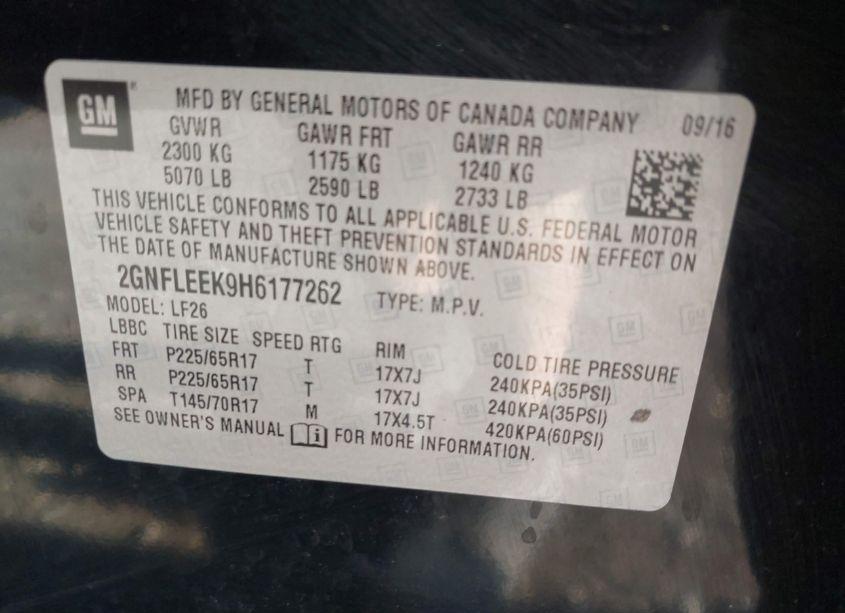 GM
MFD BY GENERAL MOTORS OF CANADA COMPANY 09/16
GVWR GAWR FRT GAWR RR
2300 KG 1175 KG 1240 KG
5070 LB 2590 LB 2733 LB
THIS VEHICLE CONFORMS TO ALL APPLICABLE U.S. FEDERAL MOTOR
VEHICLE SAFETY AND THEFT PREVENTION STANDARDS IN EFFECT ON
THE DATE OF MANUFACTURE SHOWN ABOVE.
2GNFLEEK9H6177262 TYPE: M.P.V.
MODEL: LF26
LBBC TIRE SIZE SPEED RTG RIM COLD TIRE PRESSURE
FRT P225/65R17 T 17X7J 240KPA(35PSI)
RR P225/65R17 T 17X7J 240KPA(35PSI)
SPA T145/70R17 M 17X4.5T 420KPA(60PSI)
SEE OWNER'S MANUAL FOR MORE INFORMATION.